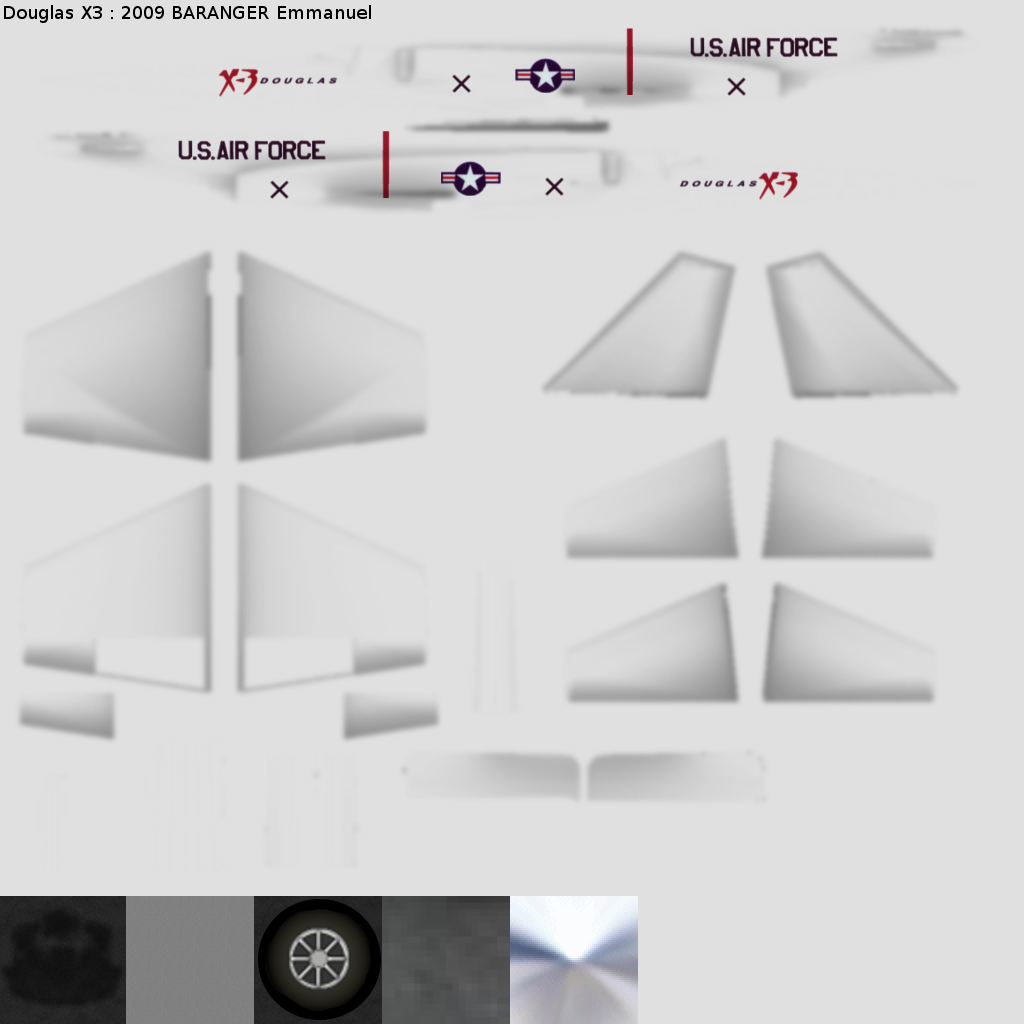 Douglas X3 : 2009 BARANGER Emmanuel
U.S.AIR FORCE
X-3 DOUGLAS
U.S.AIR FORCE
DOUGLAS X-3